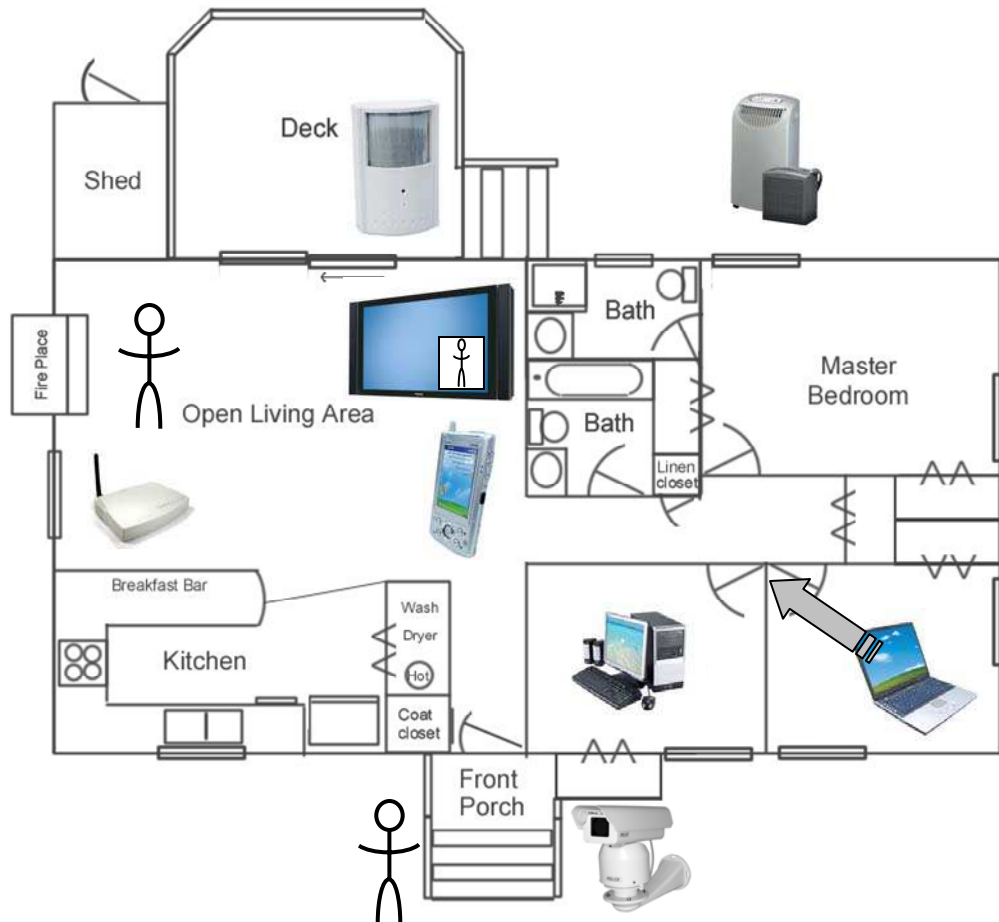 Deck
Shed
Bath
Fire Place
Master
Bedroom
Open Living Area
Bath
Linen
closet
Breakfast Bar
Wash
Dryer
Kitchen
Hot
Coat
closet
Front
Porch